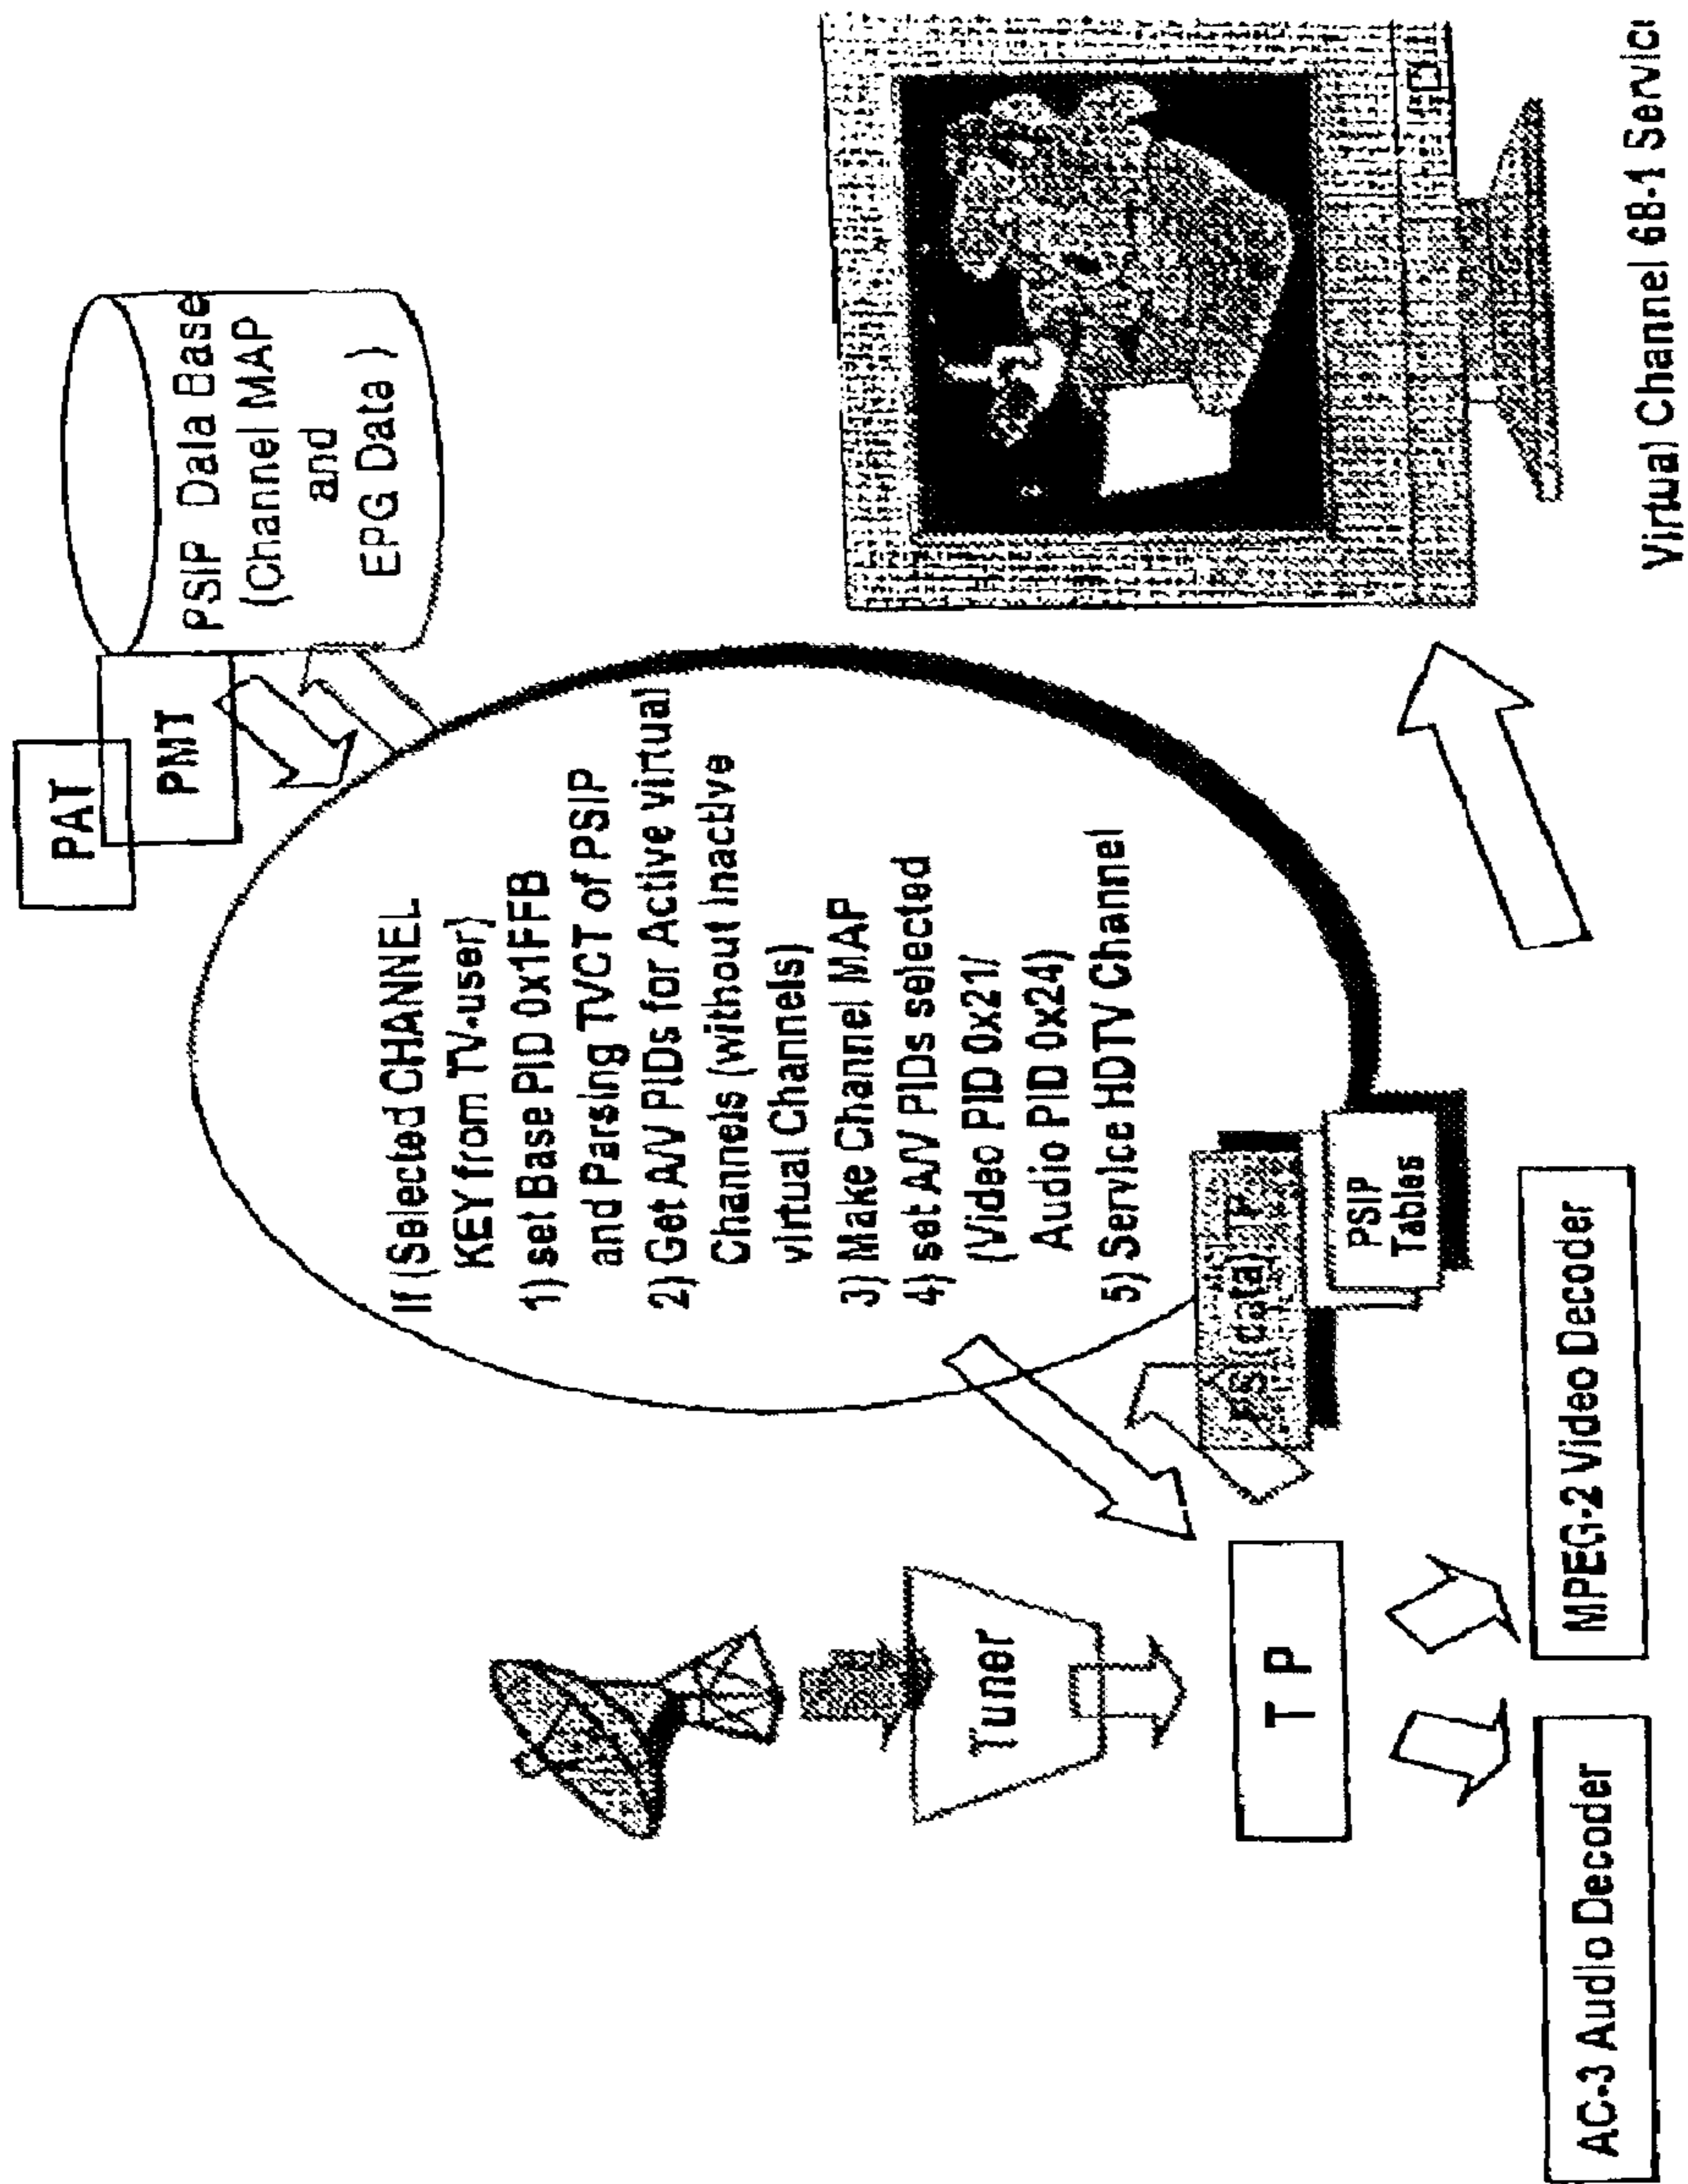 PAT
PMT
PSIP Data Base
(Channel MAP
and
EPG Data )
If (Selected CHANNEL
KEY from TV-user)
1) set Base PID 0x1FFB
and Parsing TVCT of PSIP
2) Get A/V PIDs for Active virtual
Channels (without Inactive
virtual Channels)
3) Make Channel MAP
4) set A/V PIDs selected
(Video PID 0x21/
Audio PID 0x24)
5) Service HDTV Channel
Tuner
T P
(data)
PSIP
Tables
AC-3 Audio Decoder
MPEG-2 Video Decoder
Virtual Channel 68-1 Servic